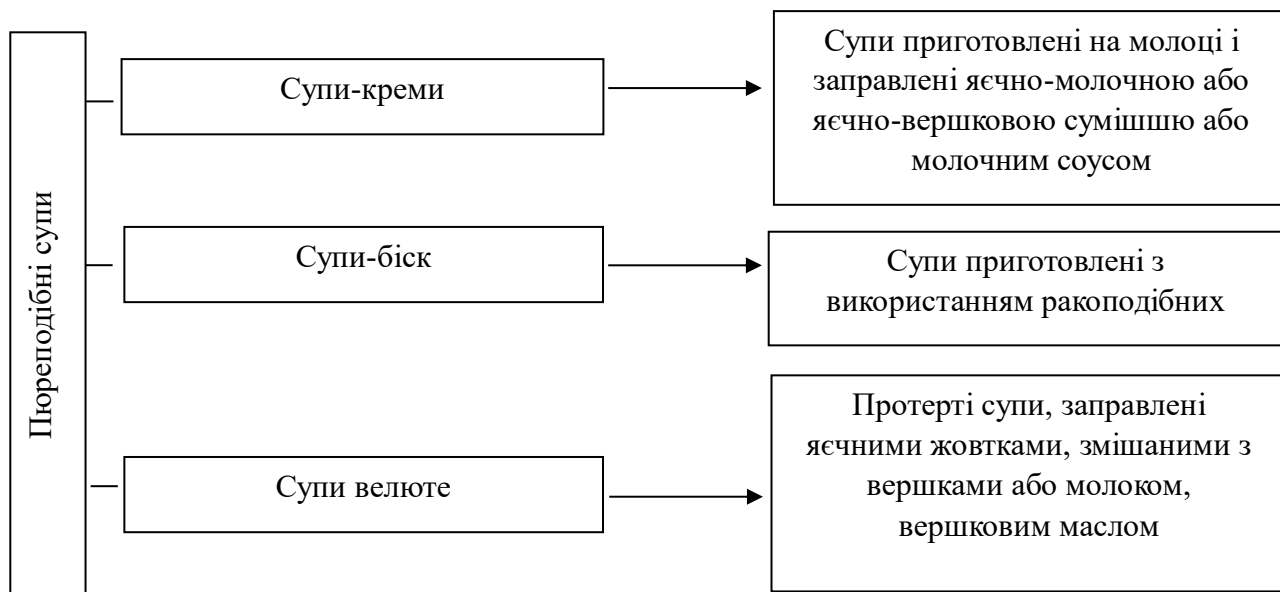 Пюреподібні супи
Супи-креми
Супи приготовлені на молоці і
заправлені яєчно-молочною або
яєчно-вершковою сумішшю або
молочним соусом
Супи-біск
Супи приготовлені з
використанням ракоподібних
Супи велюте
Протерті супи, заправлені
яєчними жовтками, змішаними з
вершками або молоком,
вершковим маслом